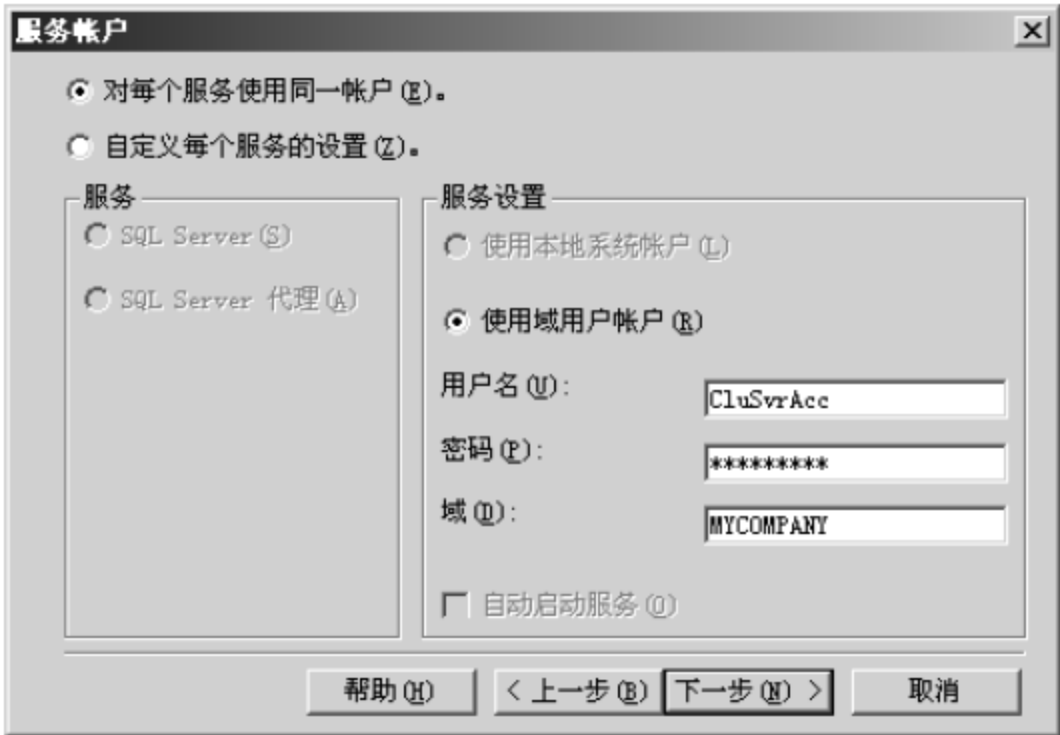 服务帐户
对每个服务使用同一帐户(E)。
自定义每个服务的设置(Z)。
服务
SQL Server(S)
SQL Server 代理(A)
服务设置
使用本地系统帐户(L)
使用域用户帐户(R)
用户名(U): CluSvrAcc
密码(P): *********
域(D): MYCOMPANY
自动启动服务(O)
帮助(H) < 上一步(B) 下一步(N) > 取消